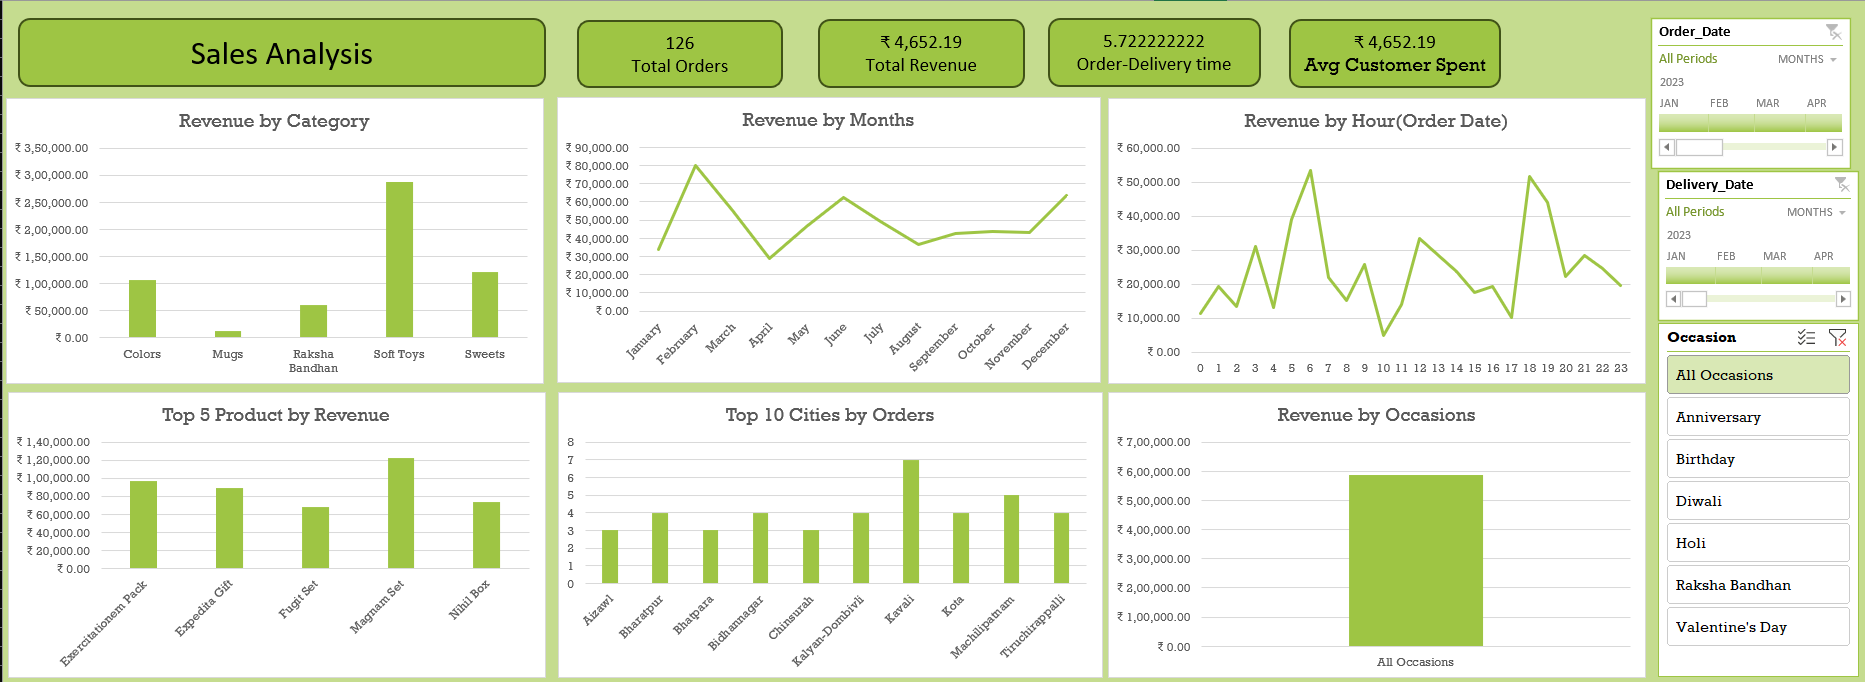 Sales Analysis
126
Total Orders
₹ 4,652.19
Total Revenue
5.722222222
Order-Delivery time
₹ 4,652.19
Avg Customer Spent
Revenue by Category
₹ 3,50,000.00
₹ 3,00,000.00
₹ 2,50,000.00
₹ 2,00,000.00
₹ 1,50,000.00
₹ 1,00,000.00
₹ 50,000.00
₹ 0.00
Colors Mugs Raksha Bandhan Soft Toys Sweets
Revenue by Months
₹ 90,000.00
₹ 80,000.00
₹ 70,000.00
₹ 60,000.00
₹ 50,000.00
₹ 40,000.00
₹ 30,000.00
₹ 20,000.00
₹ 10,000.00
₹ 0.00
January February March April May June July August September October November December
Revenue by Hour(Order Date)
₹ 60,000.00
₹ 50,000.00
₹ 40,000.00
₹ 30,000.00
₹ 20,000.00
₹ 10,000.00
₹ 0.00
0 1 2 3 4 5 6 7 8 9 10 11 12 13 14 15 16 17 18 19 20 21 22 23
Top 5 Product by Revenue
₹ 1,40,000.00
₹ 1,20,000.00
₹ 1,00,000.00
₹ 80,000.00
₹ 60,000.00
₹ 40,000.00
₹ 20,000.00
₹ 0.00
Exercitationem Pack Expedita Gift Fugit Set Magnam Set Nihil Box
Top 10 Cities by Orders
8
7
6
5
4
3
2
1
0
Aizawl Bharatpur Bhatpara Bidhannagar Chinsurah Kalyan-Dombivli Kavali Kota Machilipatnam Tiruchirappalli
Revenue by Occasions
₹ 7,00,000.00
₹ 6,00,000.00
₹ 5,00,000.00
₹ 4,00,000.00
₹ 3,00,000.00
₹ 2,00,000.00
₹ 1,00,000.00
₹ 0.00
All Occasions
Order_Date
All Periods MONTHS
2023
JAN FEB MAR APR
Delivery_Date
All Periods MONTHS
2023
JAN FEB MAR APR
Occasion
All Occasions
Anniversary
Birthday
Diwali
Holi
Raksha Bandhan
Valentine's Day